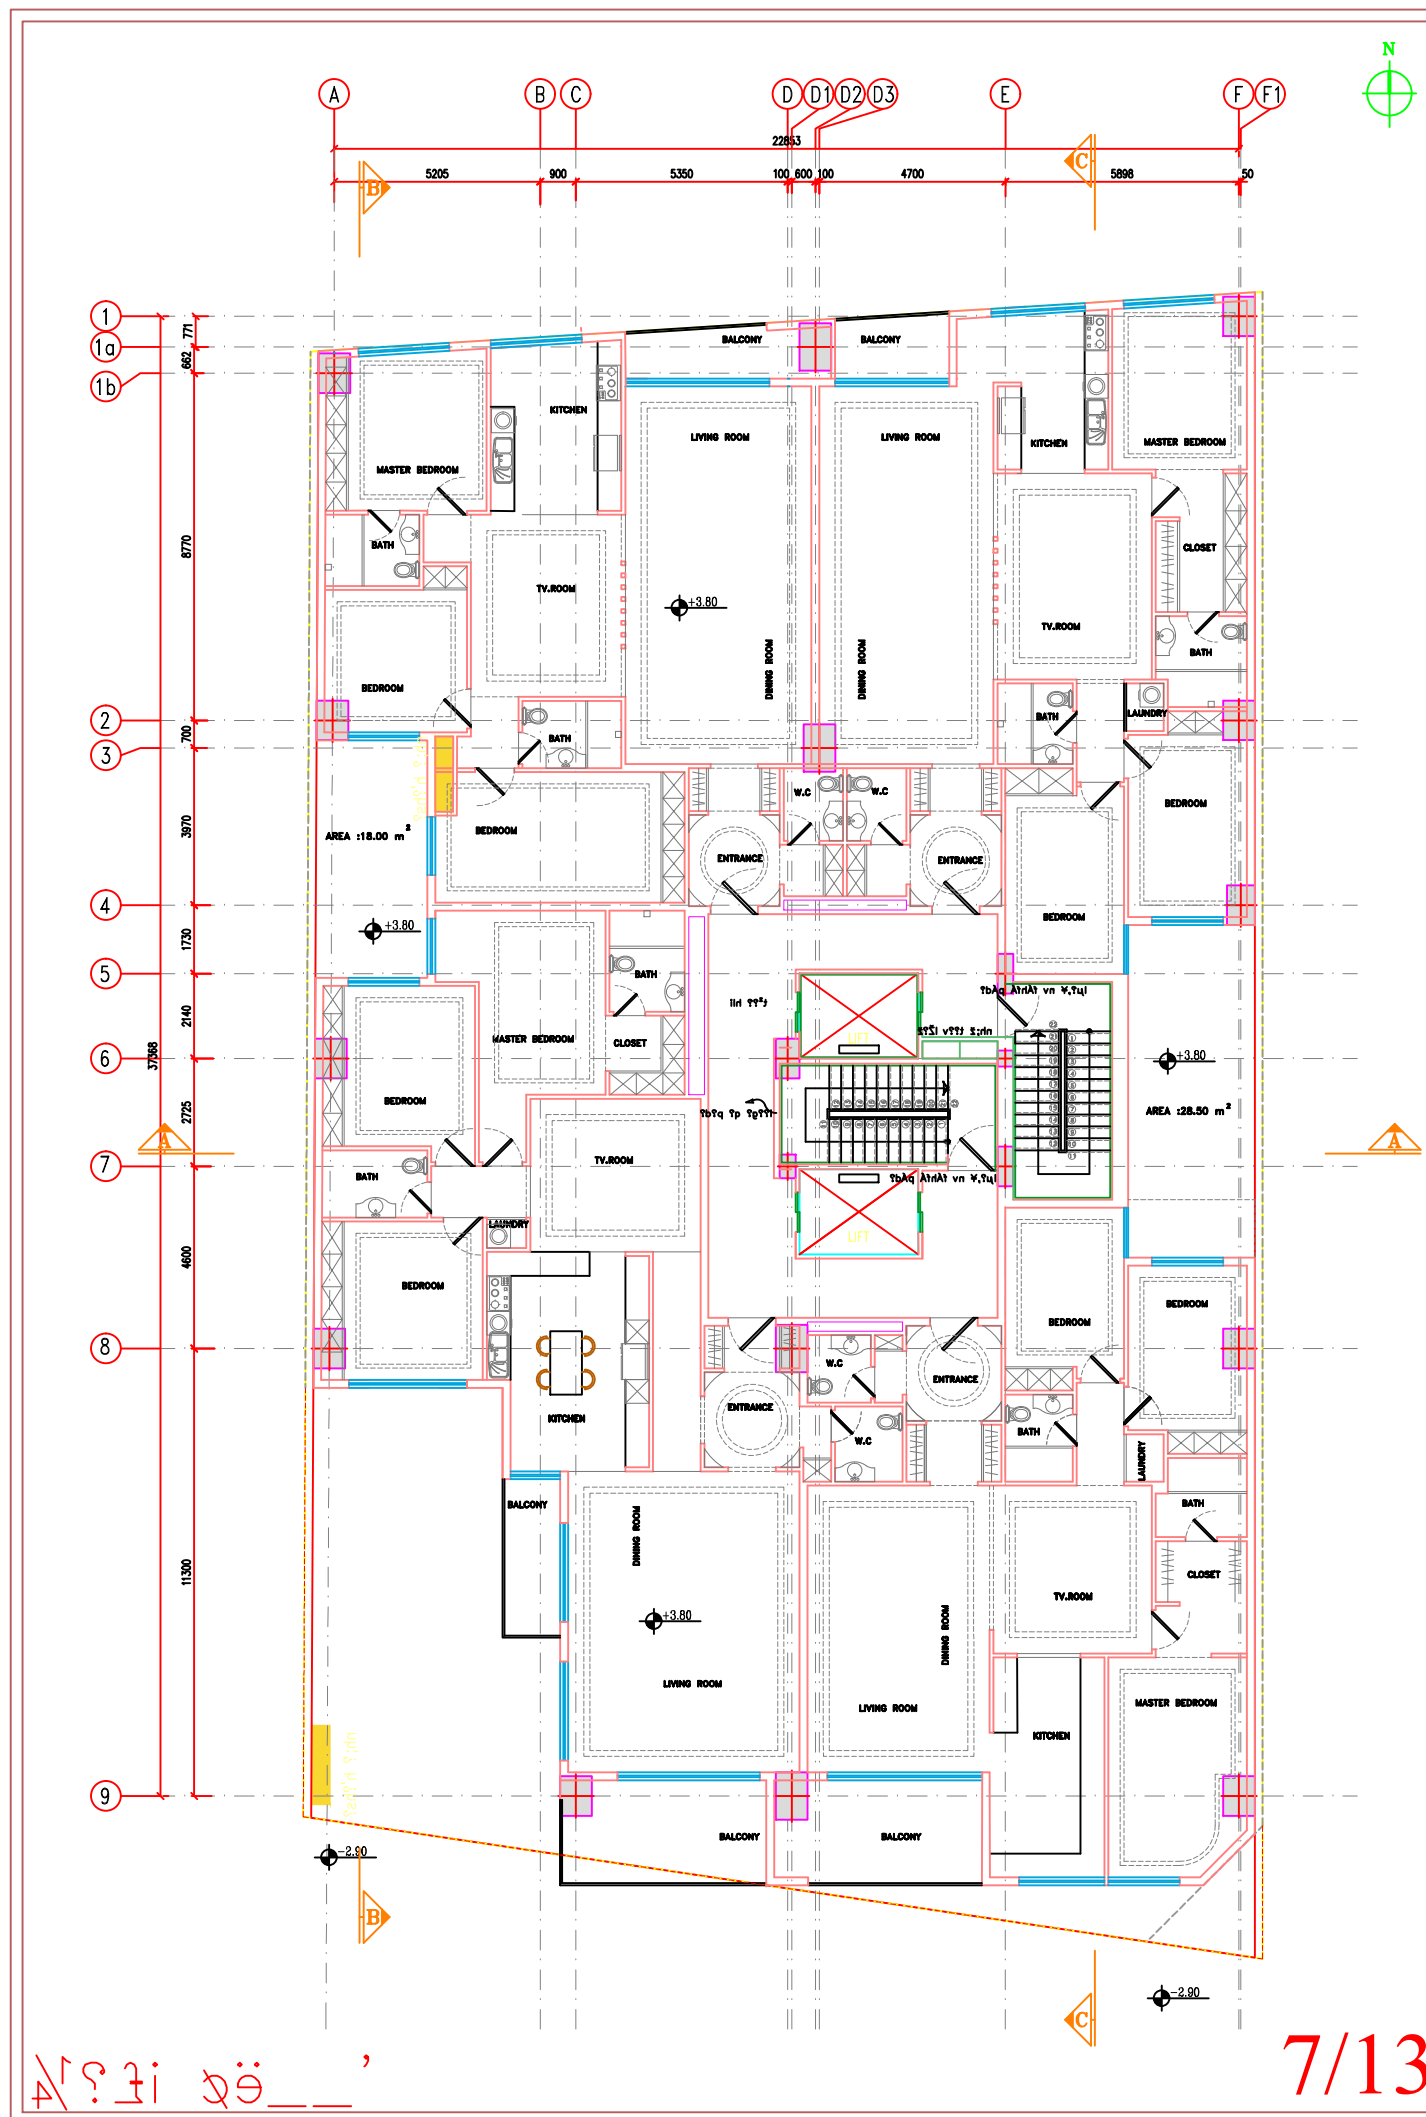 N
A B C D D1 D2 D3 E F F1
22853
C
5205 900 5350 100 600 100 4700 5898 50
B
1
771
1a
662
1b
BALCONY BALCONY
KITCHEN LIVING ROOM LIVING ROOM KITCHEN MASTER BEDROOM
MASTER BEDROOM
8770
BATH CLOSET
TV.ROOM
+3.80
TV.ROOM
DINING ROOM DINING ROOM
BATH
BEDROOM
2
700
BATH BATH LAUNDRY
3
W.C W.C
BEDROOM
3970
AREA :18.00 m²
BEDROOM
ENTRANCE ENTRANCE
4
BEDROOM
+3.80
1730
5
BATH
2140
MASTER BEDROOM CLOSET
LIFT
37368
6
+3.80
BEDROOM
AREA :28.50 m²
2725
A A
7
TV.ROOM
BATH
LAUNDRY
LIFT
4600
BEDROOM
BEDROOM
BEDROOM
8
W.C
ENTRANCE
ENTRANCE
KITCHEN
BATH
W.C
LAUNDRY
BALCONY
BATH
DINING ROOM
11300
CLOSET
TV.ROOM
+3.80
DINING ROOM
LIVING ROOM
LIVING ROOM
MASTER BEDROOM
KITCHEN
9
BALCONY BALCONY
-2.90
B
-2.90
C
7/13